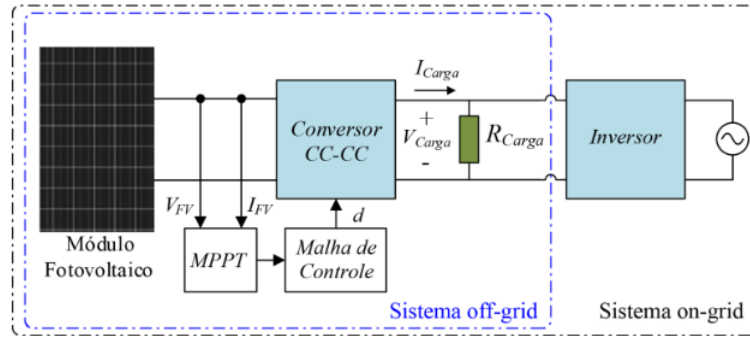 I_Carga
Conversor
CC-CC
+
V_Carga
-
R_Carga
Inversor
V_FV
I_FV
d
Módulo
Fotovoltaico
MPPT
Malha de
Controle
Sistema off-grid
Sistema on-grid